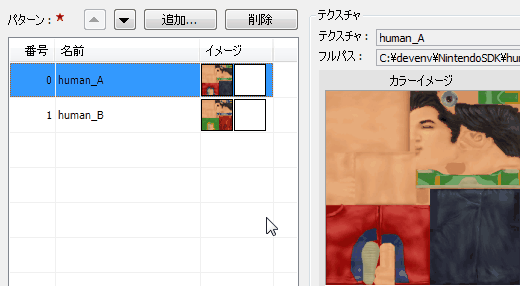 パターン : ★ 追加... 削除
番号 名前 イメージ
0 human_A
1 human_B
テクスチャ
テクスチャ : human_A
フルパス : C:¥devenv¥NintendoSDK¥hu
カラーイメージ